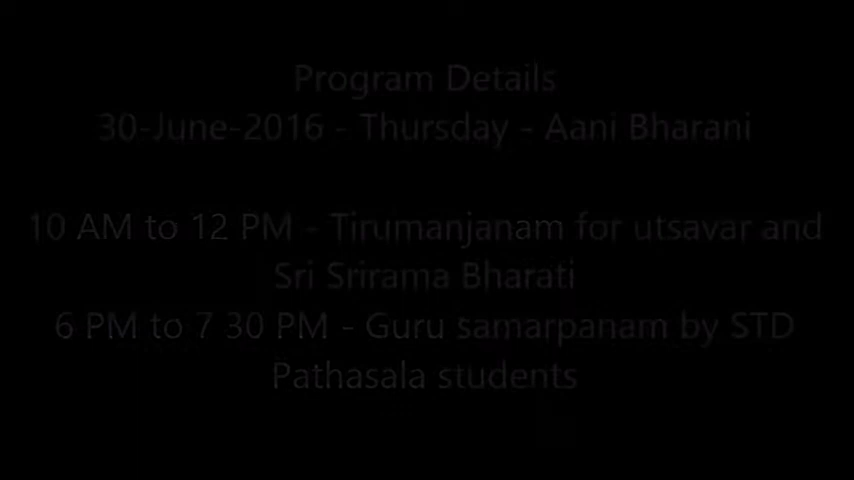 Program Details
30-June-2016 - Thursday - Aani Bharani
10 AM to 12 PM - Tirumanjanam for utsavar and
Sri Srirama Bharati
6 PM to 7 30 PM - Guru samarpanam by STD
Pathasala students